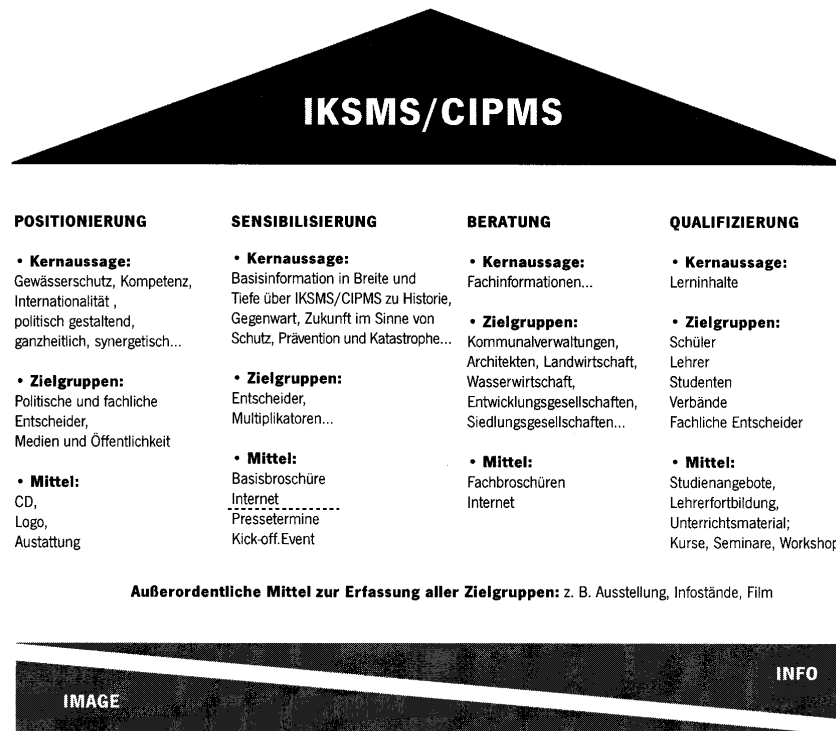 IKSMS/CIPMS
POSITIONIERUNG
• Kernaussage:
Gewässerschutz, Kompetenz,
Internationalität ,
politisch gestaltend,
ganzheitlich, synergetisch...
• Zielgruppen:
Politische und fachliche
Entscheider,
Medien und Öffentlichkeit
• Mittel:
CD,
Logo,
Austattung
SENSIBILISIERUNG
• Kernaussage:
Basisinformation in Breite und
Tiefe über IKSMS/CIPMS zu Historie,
Gegenwart, Zukunft im Sinne von
Schutz, Prävention und Katastrophe...
• Zielgruppen:
Entscheider,
Multiplikatoren...
• Mittel:
Basisbroschüre
Internet
Pressetermine
Kick-off.Event
BERATUNG
• Kernaussage:
Fachinformationen...
• Zielgruppen:
Kommunalverwaltungen,
Architekten, Landwirtschaft,
Wasserwirtschaft,
Entwicklungsgesellschaften,
Siedlungsgesellschaften...
• Mittel:
Fachbroschüren
Internet
QUALIFIZIERUNG
• Kernaussage:
Lerninhalte
• Zielgruppen:
Schüler
Lehrer
Studenten
Verbände
Fachliche Entscheider
• Mittel:
Studienangebote,
Lehrerfortbildung,
Unterrichtsmaterial;
Kurse, Seminare, Workshop
Außerordentliche Mittel zur Erfassung aller Zielgruppen: z. B. Ausstellung, Infostände, Film
INFO
IMAGE